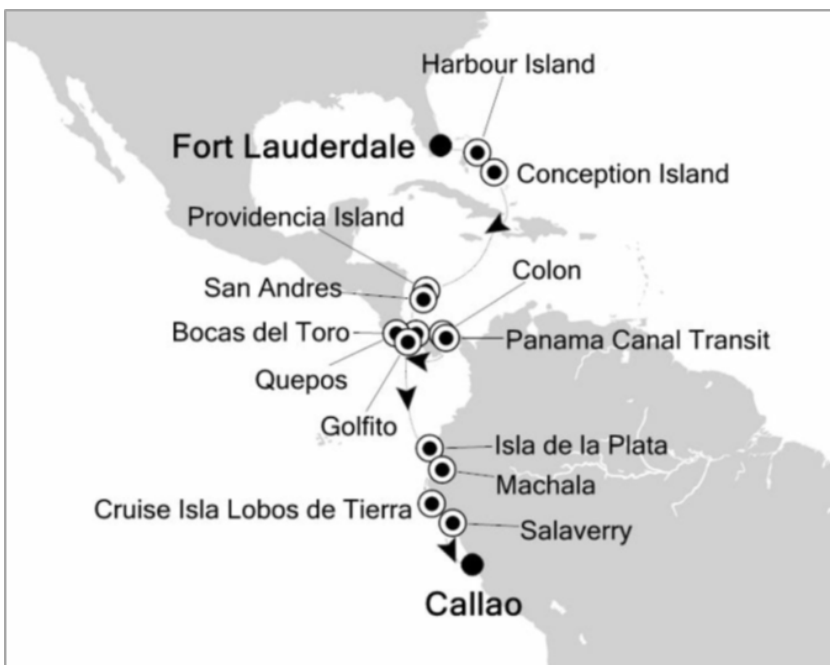 Harbour Island
Fort Lauderdale
Conception Island
Providencia Island
Colon
San Andres
Bocas del Toro
Panama Canal Transit
Quepos
Golfito
Isla de la Plata
Machala
Cruise Isla Lobos de Tierra
Salaverry
Callao